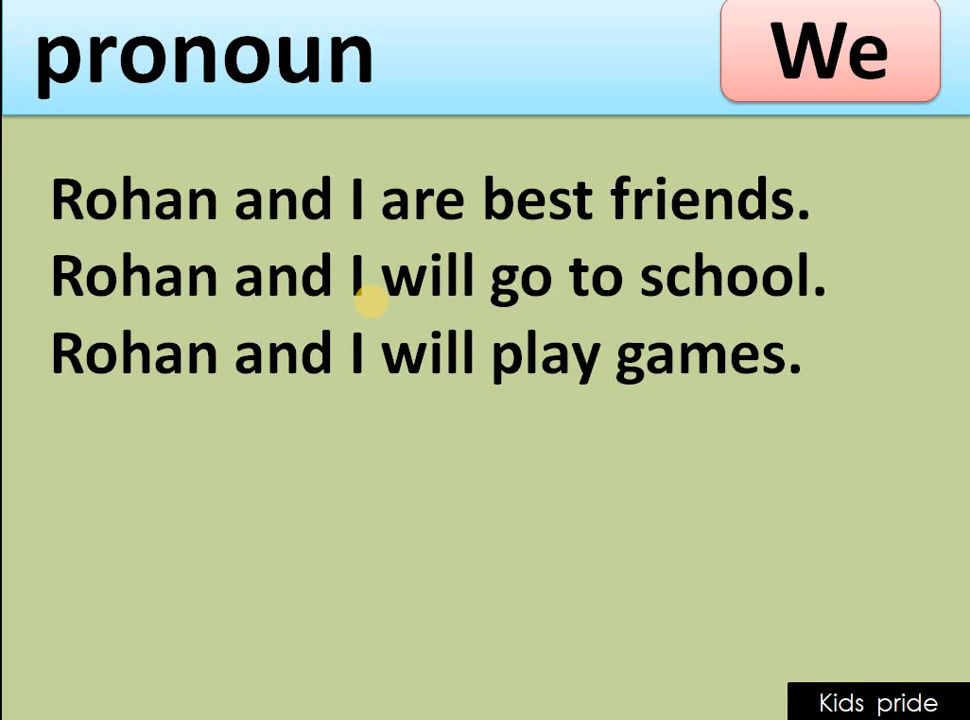 pronoun
We
Rohan and I are best friends.
Rohan and I will go to school.
Rohan and I will play games.
Kids pride